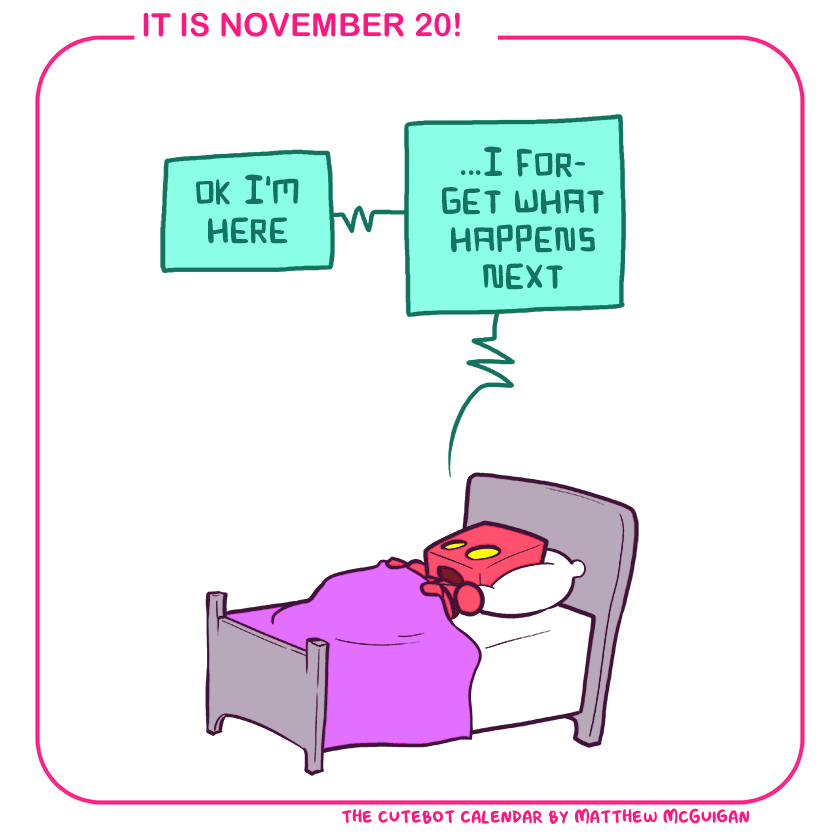 IT IS NOVEMBER 20!
OK I'M
HERE
...I FOR-
GET WHAT
HAPPENS
NEXT
THE CUTEBOT CALENDAR BY MATTHEW MCGUIGAN